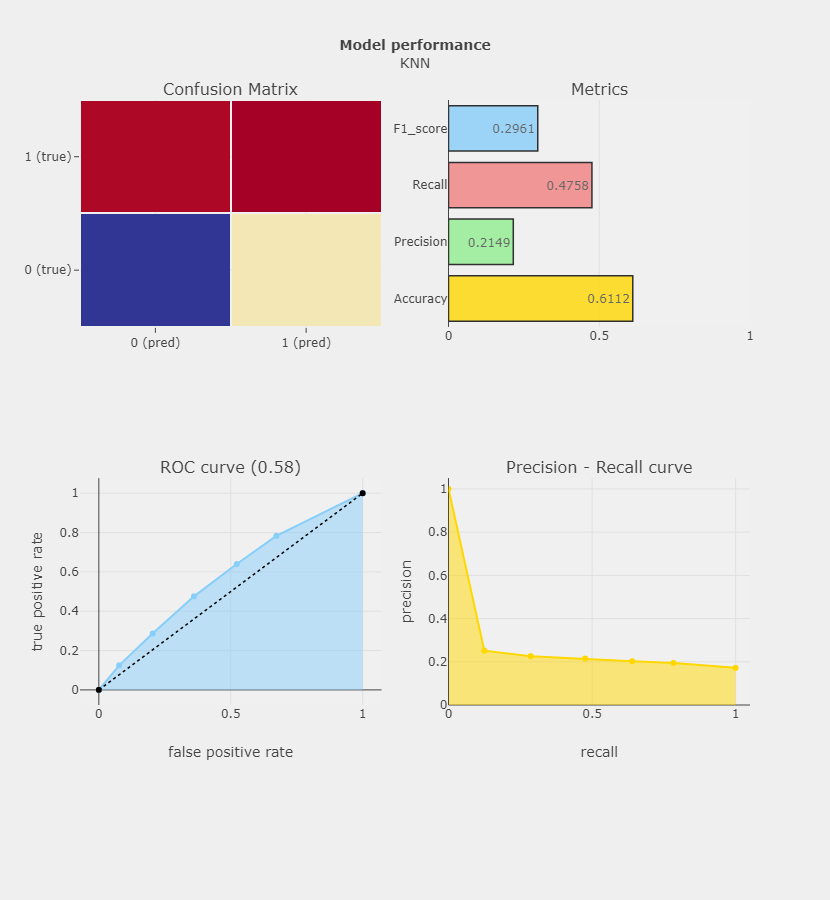 Model performance
KNN
Confusion Matrix
1 (true)
0 (true)
0 (pred)
1 (pred)
Metrics
F1_score
0.2961
Recall
0.4758
Precision
0.2149
Accuracy
0.6112
0
0.5
1
ROC curve (0.58)
true positive rate
1
0.8
0.6
0.4
0.2
0
0
0.5
1
false positive rate
Precision - Recall curve
precision
1
0.8
0.6
0.4
0.2
0
0
0.5
1
recall